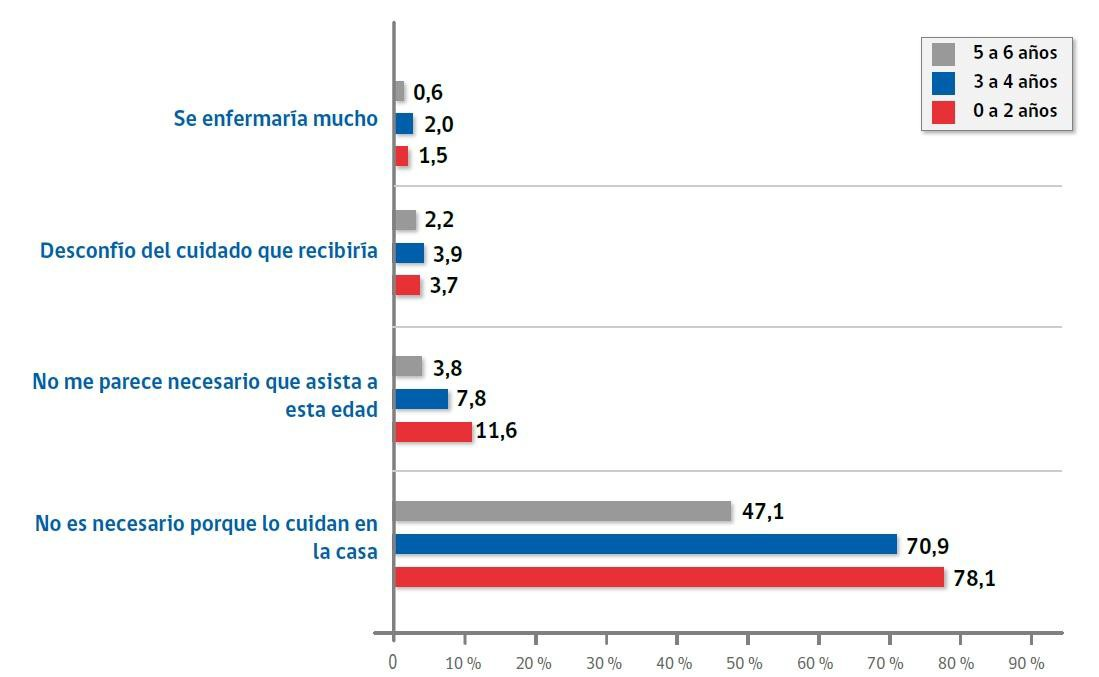 5 a 6 años
3 a 4 años
0 a 2 años
Se enfermaría mucho
0,6
2,0
1,5
Desconfío del cuidado que recibiría
2,2
3,9
3,7
No me parece necesario que asista a
esta edad
3,8
7,8
11,6
No es necesario porque lo cuidan en
la casa
47,1
70,9
78,1
0 10 % 20 % 30 % 40 % 50 % 60 % 70 % 80 % 90 %